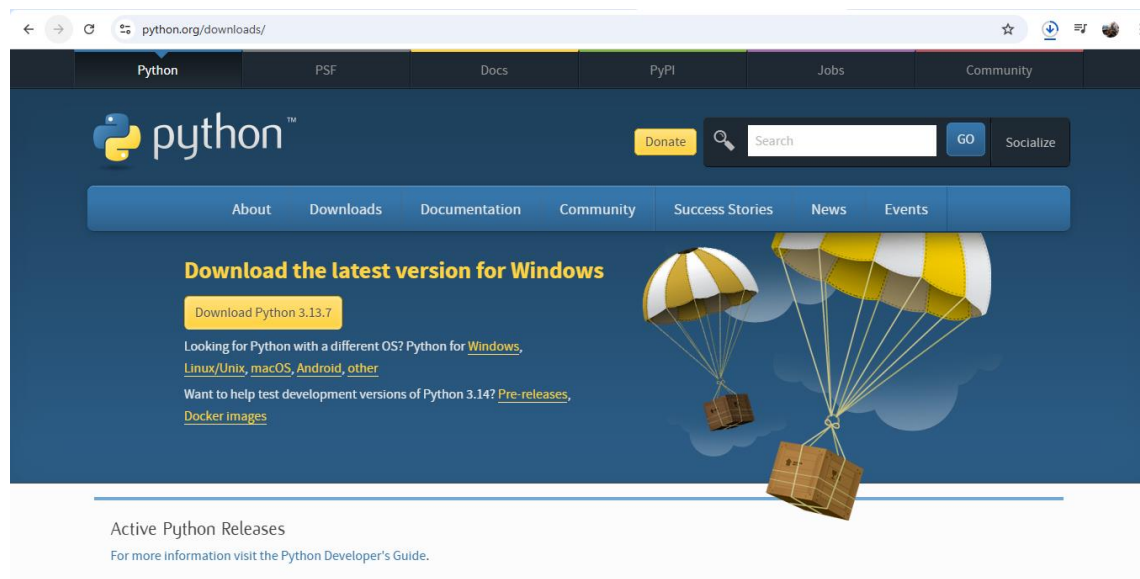 python.org/downloads/
Python PSF Docs PyPI Jobs Community
python™
Donate Search GO Socialize
About Downloads Documentation Community Success Stories News Events
Download the latest version for Windows
Download Python 3.13.7
Looking for Python with a different OS? Python for Windows,
Linux/Unix, macOS, Android, other
Want to help test development versions of Python 3.14? Pre-releases,
Docker images
Active Python Releases
For more information visit the Python Developer's Guide.